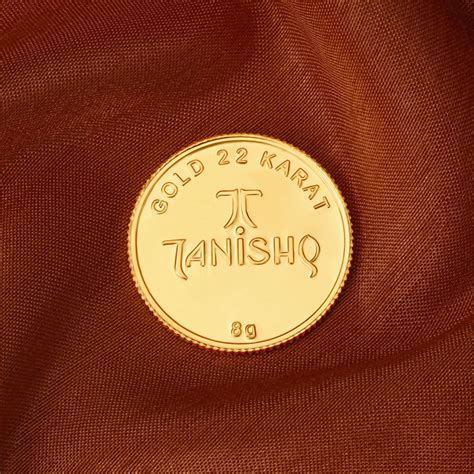 GOLD 22 KARAT
TANiSHQ
8g